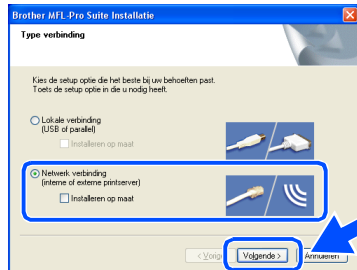 Brother MFL-Pro Suite Installatie
Type verbinding
Kies de setup optie die het beste bij uw behoeften past.
Toets de setup optie in die u nodig heeft.
Lokale verbinding
(USB of parallel)
Installeren op maat
Netwerk verbinding
(interne of externe printserver)
Installeren op maat
< Vorige Volgende > Annuleren